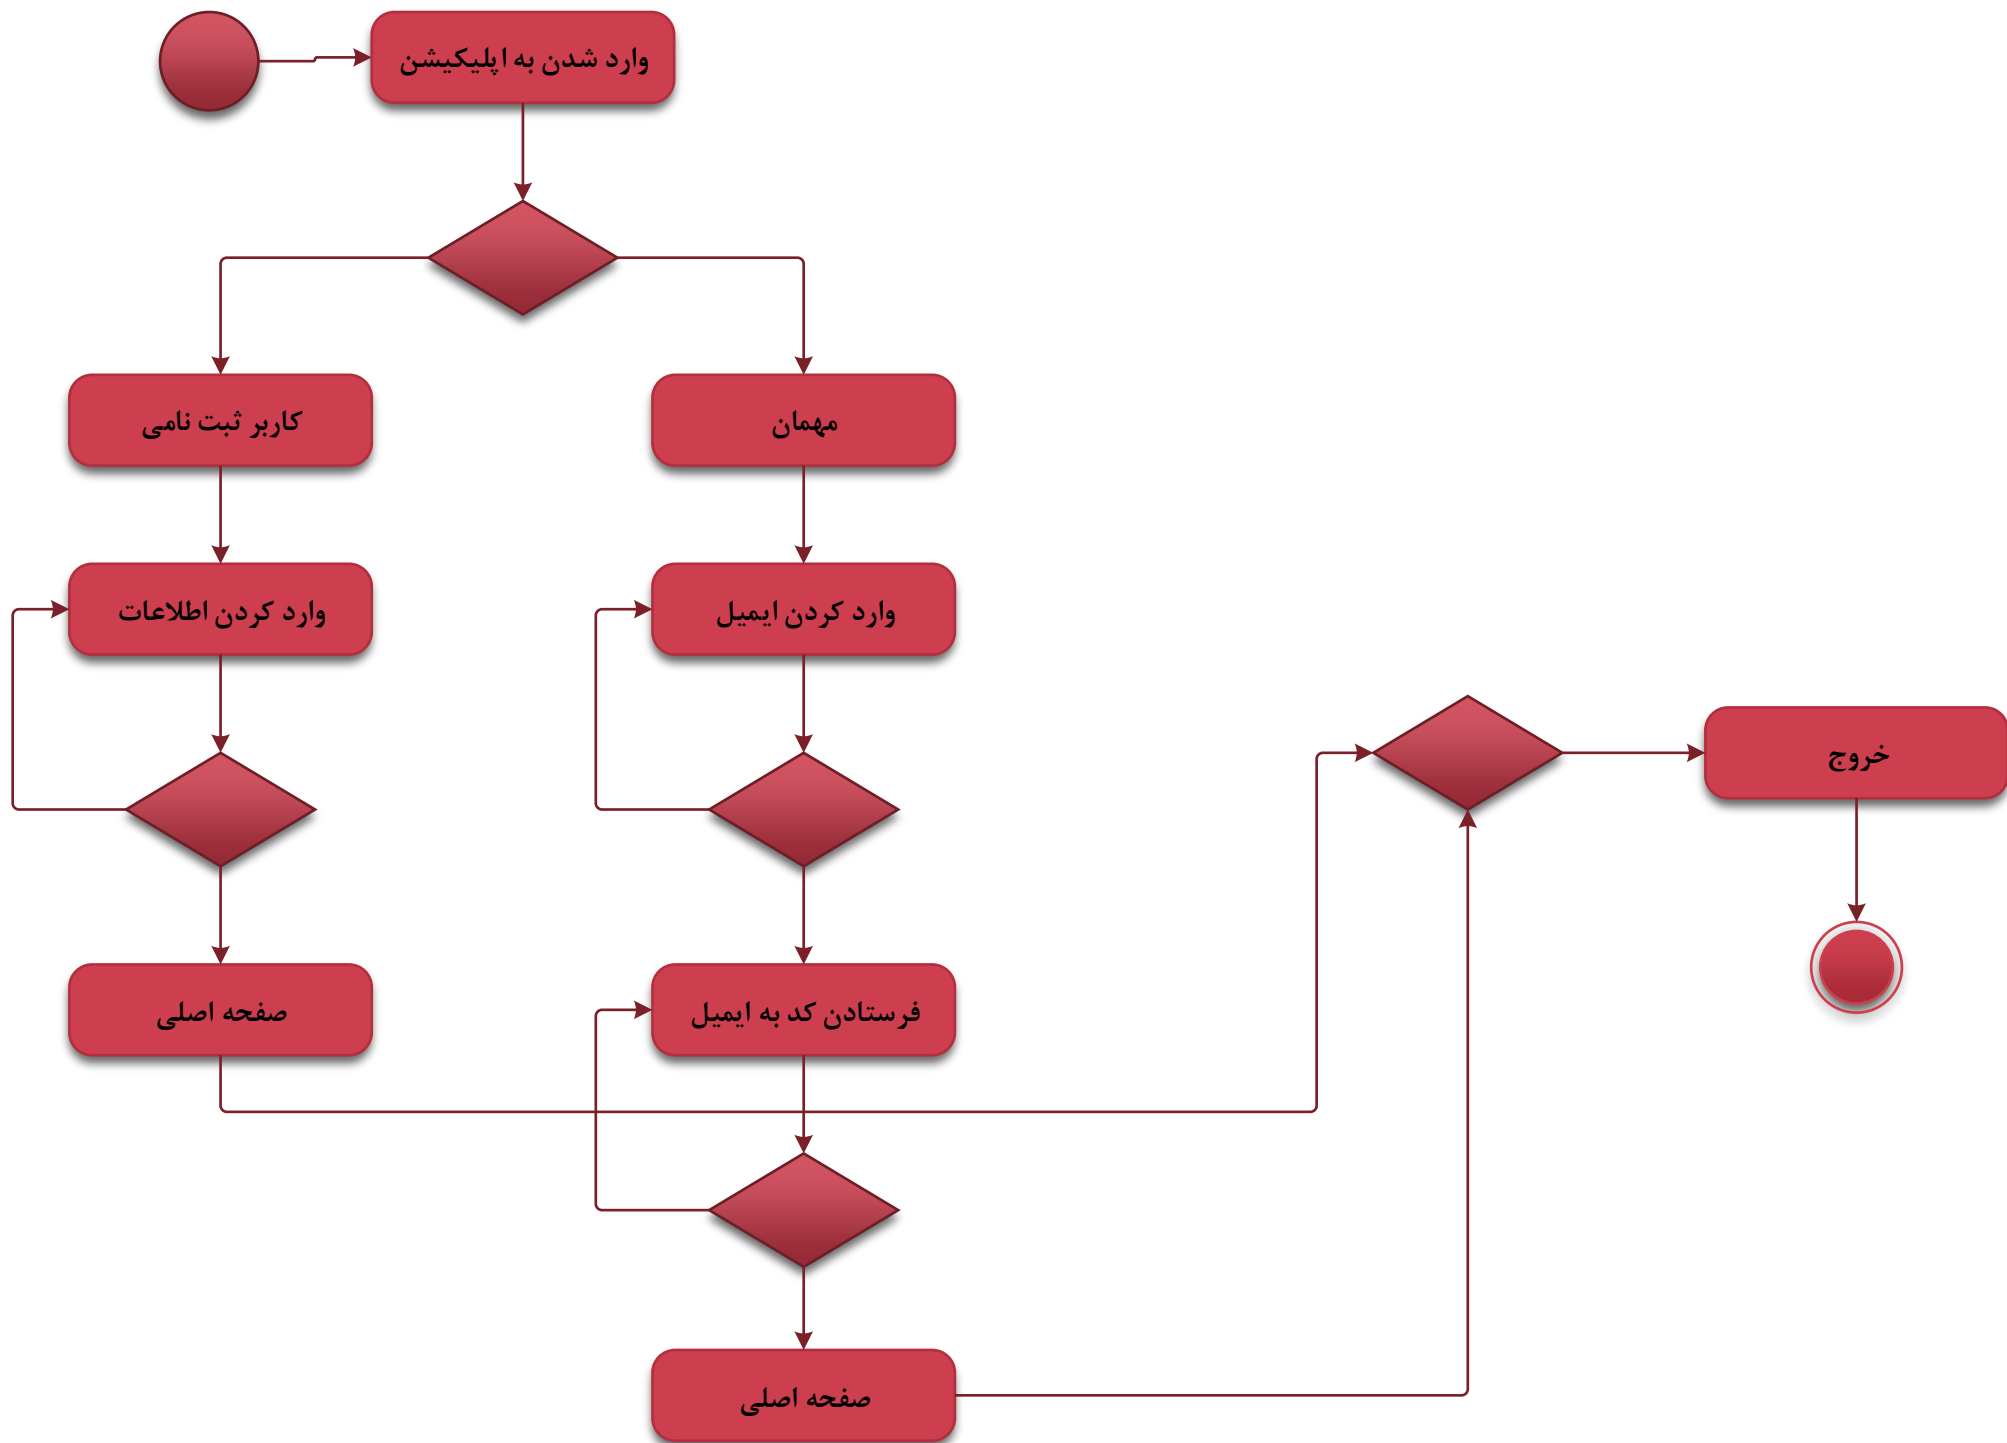 وارد شدن به اپلیکیشن
کاربر ثبت نامی
مهمان
وارد کردن اطلاعات
وارد کردن ایمیل
خروج
صفحه اصلی
فرستادن کد به ایمیل
صفحه اصلی